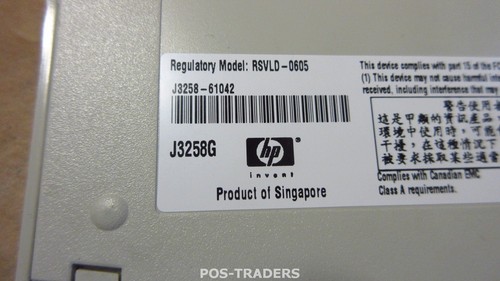 Regulatory Model: RSVLD-0605
J3258-61042
J3258G
hp
invent
Product of Singapore
This device complies with part 15 of the FC
(1) This device may not cause harmful inter
received, including interference that may
警告使用者
這是甲類的資訊產品,
環境中使用時,可能
干擾,在這種情況下
被要求採取某些適當
Complies with Canadian EMC
Class A requirements.
POS-TRADERS